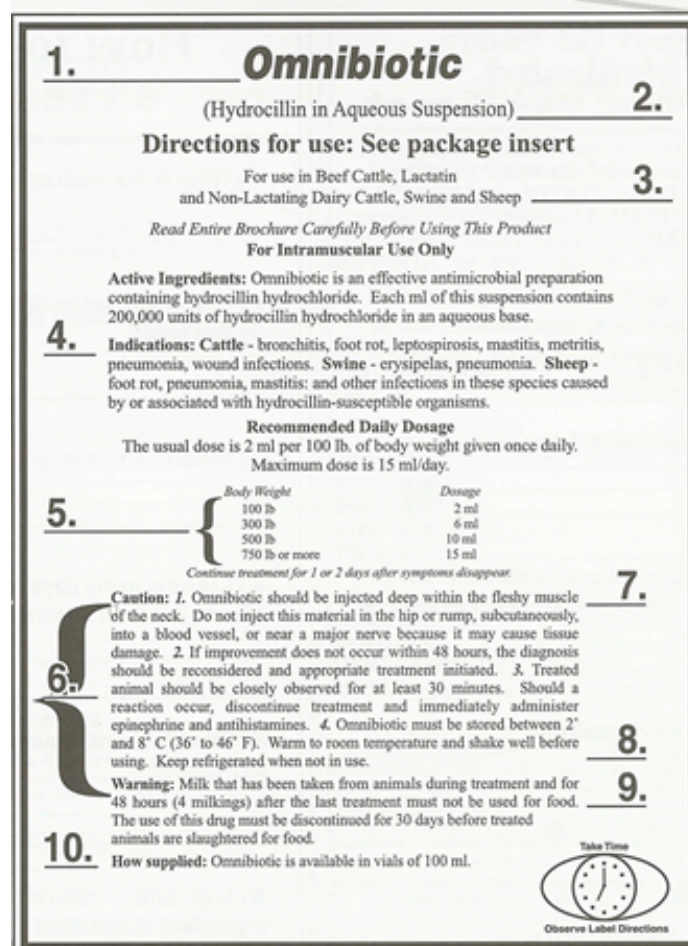 1. Omnibiotic
(Hydrocillin in Aqueous Suspension) 2.
Directions for use: See package insert
For use in Beef Cattle, Lactatin
and Non-Lactating Dairy Cattle, Swine and Sheep 3.
Read Entire Brochure Carefully Before Using This Product
For Intramuscular Use Only
Active Ingredients: Omnibiotic is an effective antimicrobial preparation
containing hydrocillin hydrochloride. Each ml of this suspension contains
200,000 units of hydrocillin hydrochloride in an aqueous base.
4. Indications: Cattle - bronchitis, foot rot, leptospirosis, mastitis, metritis,
pneumonia, wound infections. Swine - erysipelas, pneumonia. Sheep -
foot rot, pneumonia, mastitis: and other infections in these species caused
by or associated with hydrocillin-susceptible organisms.
Recommended Daily Dosage
The usual dose is 2 ml per 100 Lb. of body weight given once daily.
Maximum dose is 15 ml/day.
5.
Body Weight Dosage
100 lb 2 ml
300 lb 6 ml
500 lb 10 ml
750 lb or more 15 ml
Continue treatment for 1 or 2 days after symptoms disappear.
6.
Caution: 1. Omnibiotic should be injected deep within the fleshy muscle 7.
of the neck. Do not inject this material in the hip or rump, subcutaneously,
into a blood vessel, or near a major nerve because it may cause tissue
damage. 2. If improvement does not occur within 48 hours, the diagnosis
should be reconsidered and appropriate treatment initiated. 3. Treated
animal should be closely observed for at least 30 minutes. Should a
reaction occur, discontinue treatment and immediately administer
epinephrine and antihistamines. 4. Omnibiotic must be stored between 2°
and 8° C (36° to 46° F). Warm to room temperature and shake well before 8.
using. Keep refrigerated when not in use.
Warning: Milk that has been taken from animals during treatment and for 9.
48 hours (4 milkings) after the last treatment must not be used for food.
The use of this drug must be discontinued for 30 days before treated
animals are slaughtered for food.
10. How supplied: Omnibiotic is available in vials of 100 ml.
Take Time
Observe Label Directions